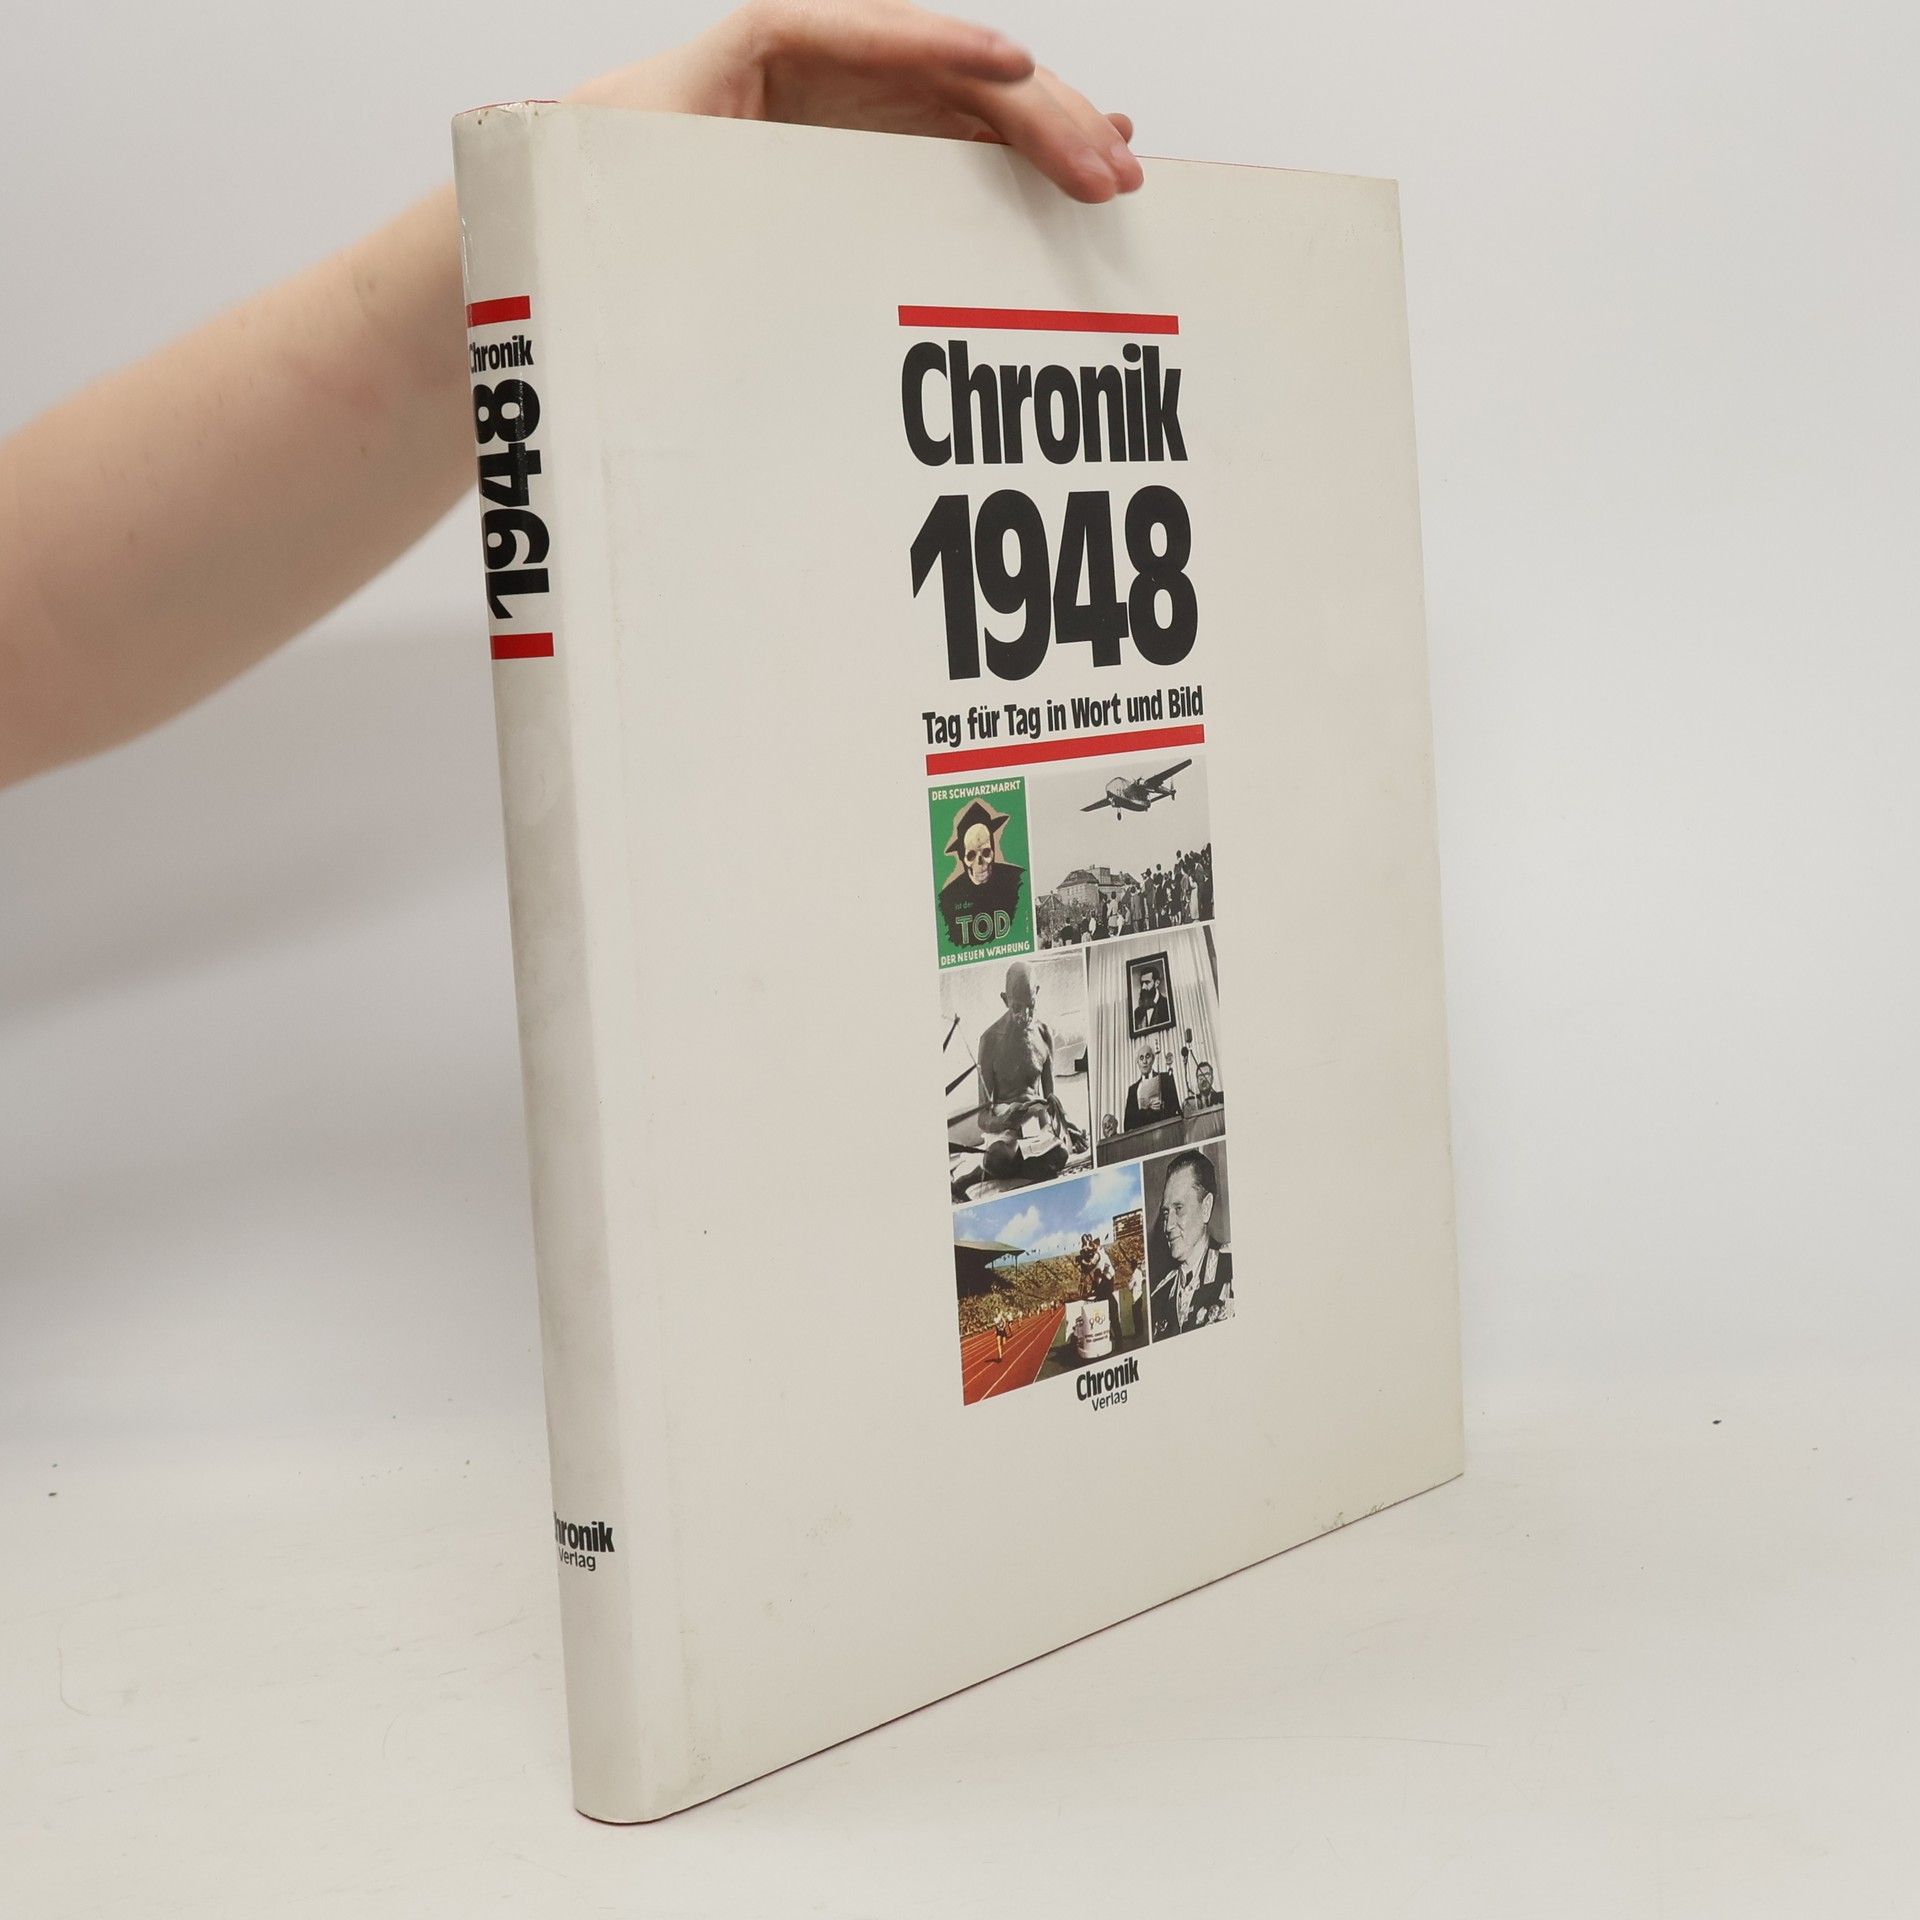 Chronik
1948
Chronik
1948
Tag für Tag in Wort und Bild
DER SCHWARZMARKT
ist der
TOD
DER NEUEN WÄHRUNG
Chronik
Verlag
Chronik
Verlag